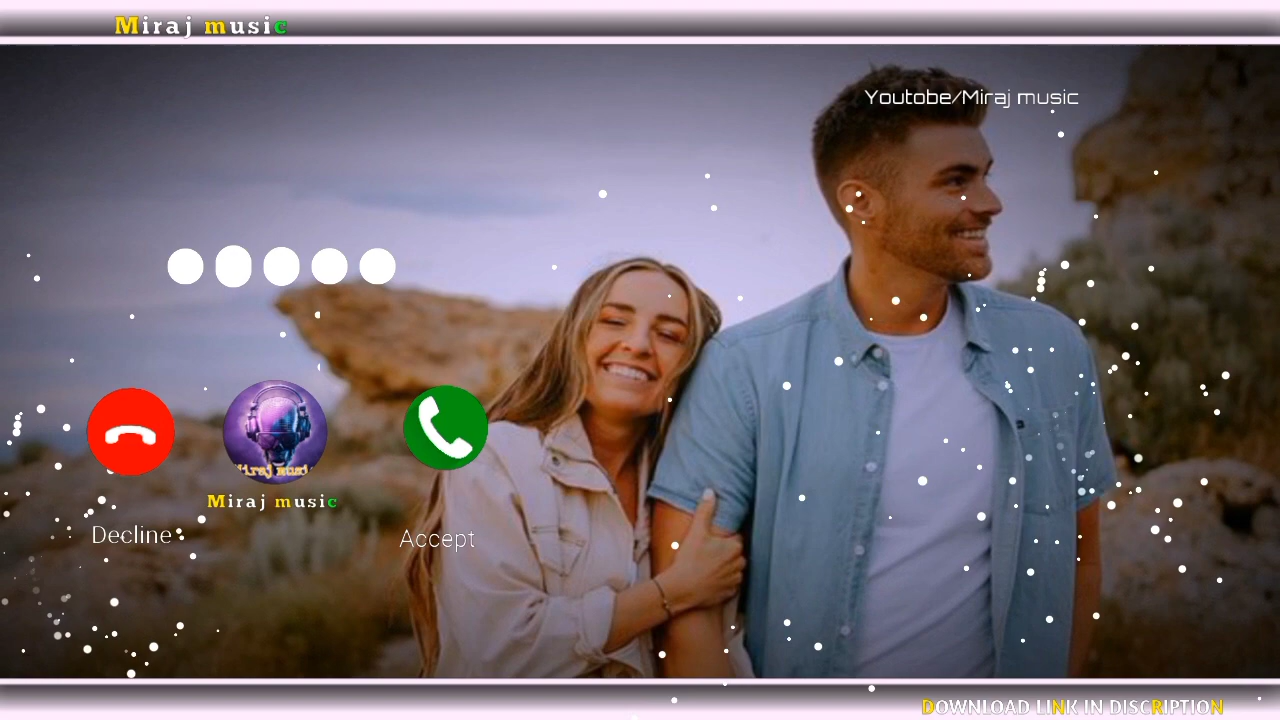 Miraj music
Youtobe/Miraj music
Miraj music
Miraj music
Decline
Accept
DOWNLOAD LINK IN DISCRIPTION